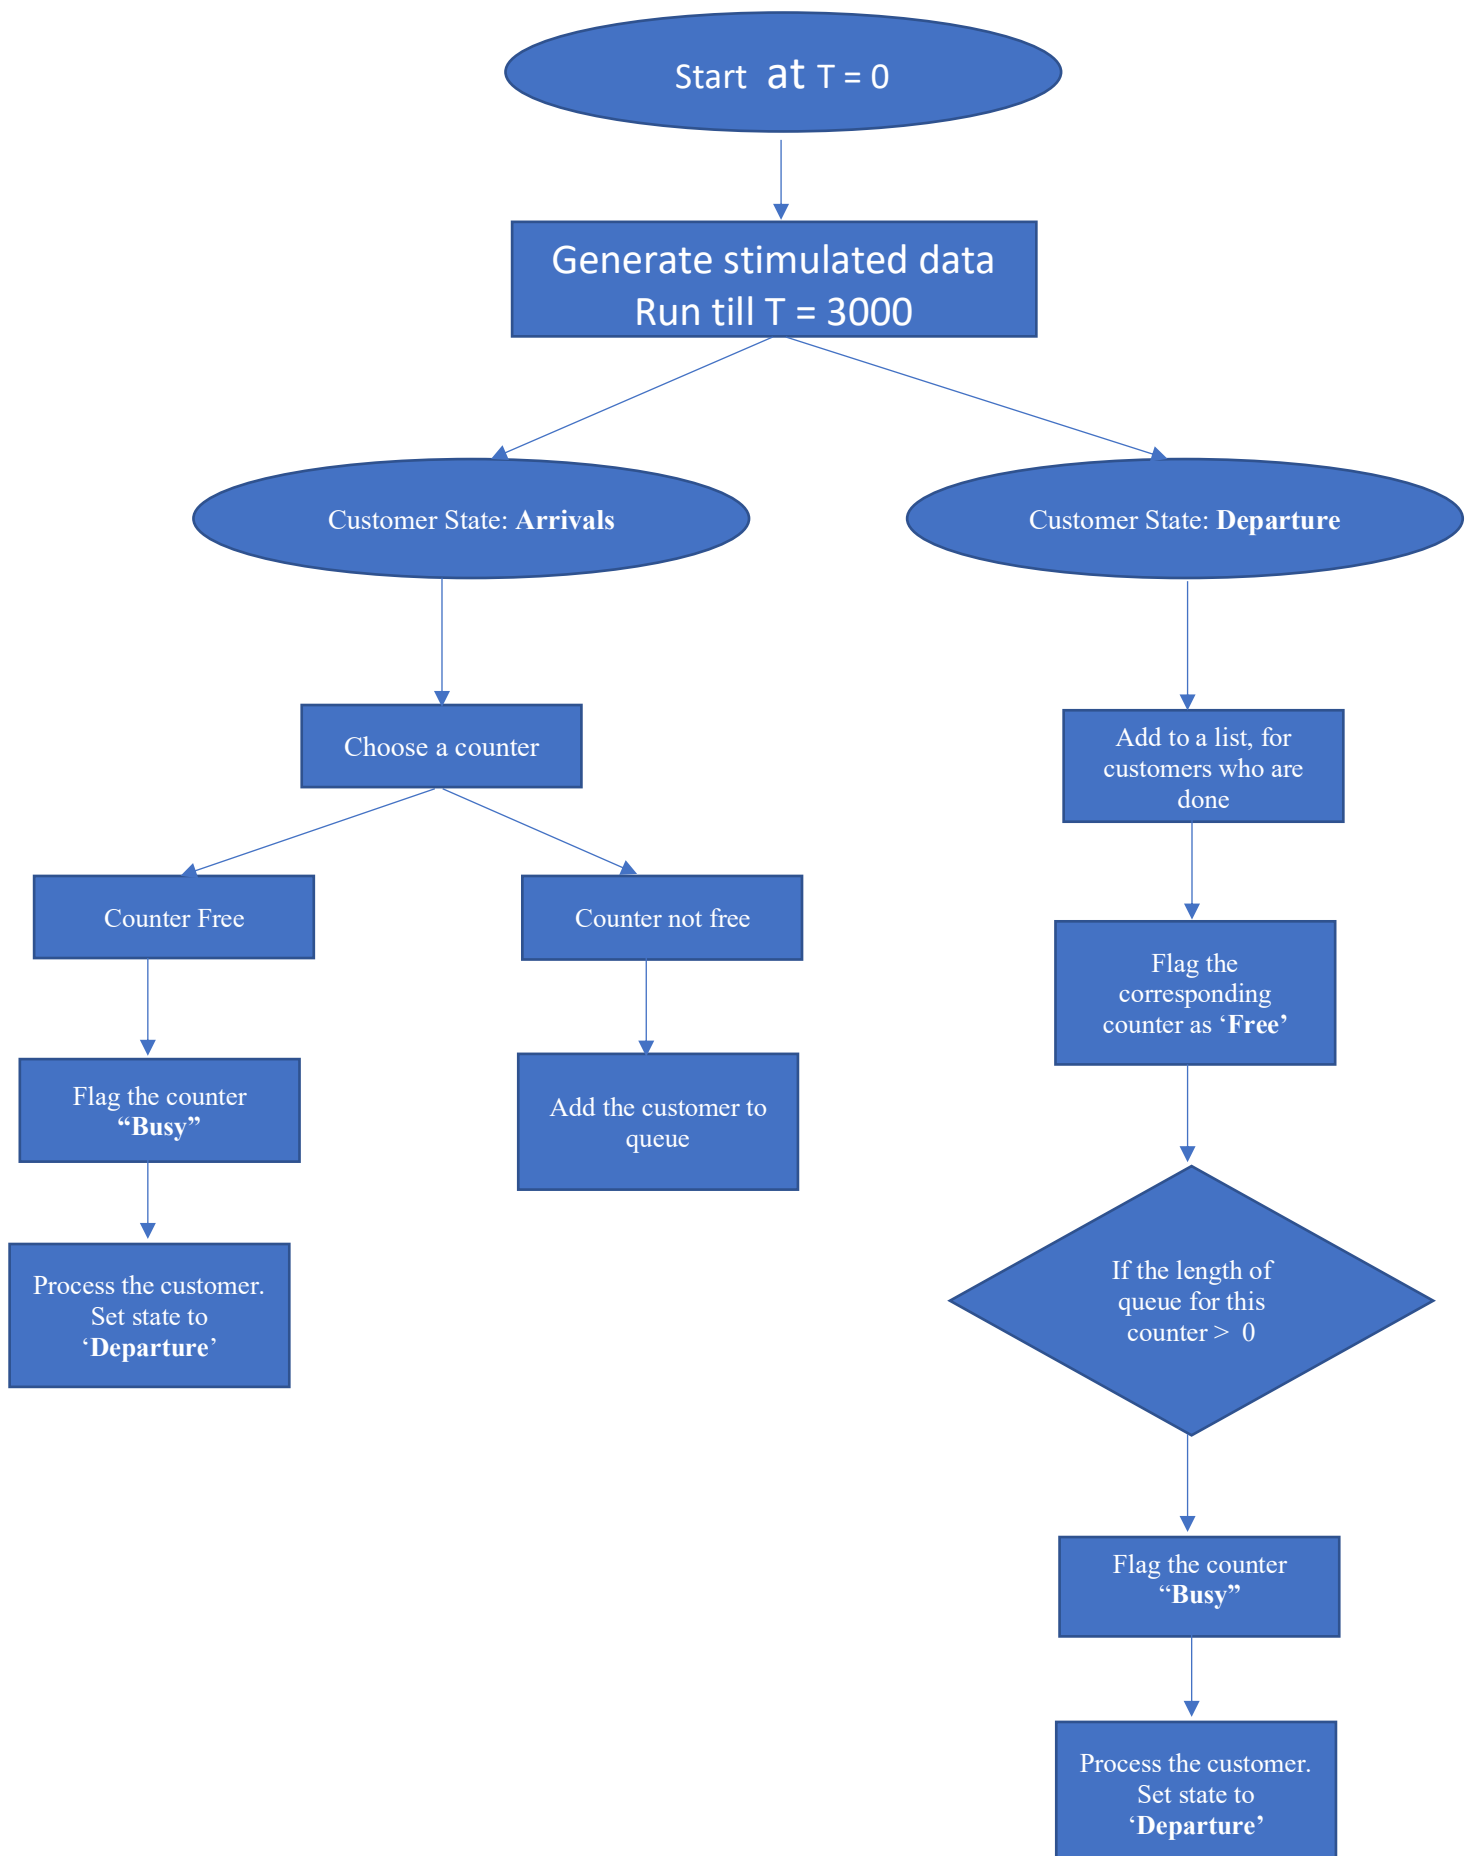 Start at T = 0
Generate stimulated data
Run till T = 3000
Customer State: Arrivals
Customer State: Departure
Choose a counter
Add to a list, for
customers who are
done
Counter Free
Counter not free
Flag the
corresponding
counter as ‘Free’
Flag the counter
“Busy”
Add the customer to
queue
Process the customer.
Set state to
‘Departure’
If the length of
queue for this
counter > 0
Flag the counter
“Busy”
Process the customer.
Set state to
‘Departure’